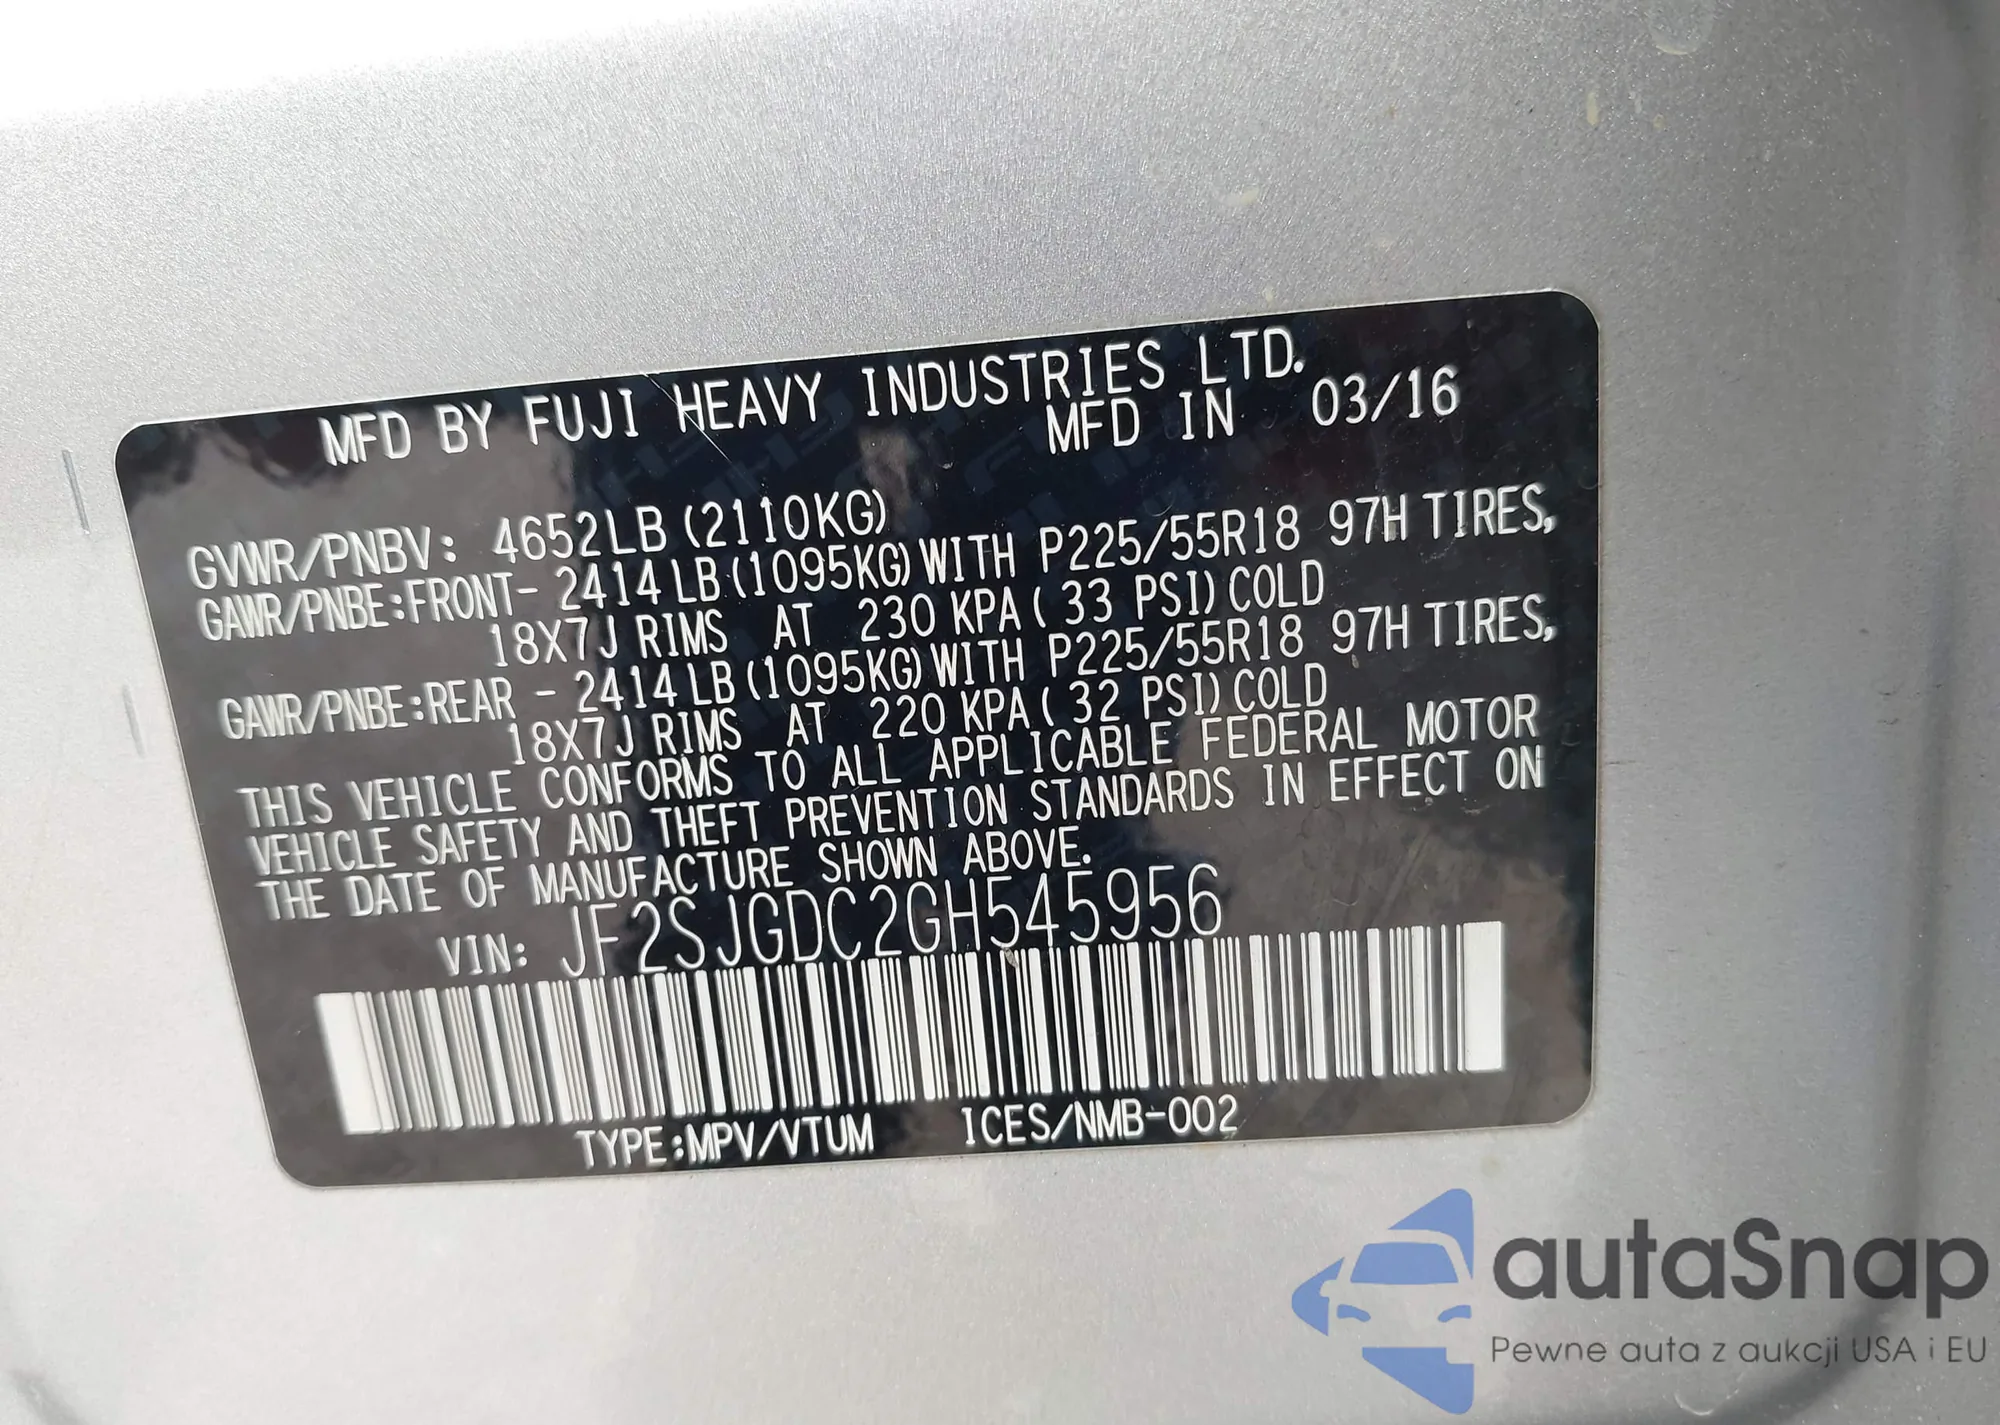 MFD BY FUJI HEAVY INDUSTRIES LTD.
MFD IN 03/16
GVWR/PNBV: 4652LB (2110KG)
GAWR/PNBE:FRONT- 2414LB (1095KG) WITH P225/55R18 97H TIRES,
18X7J RIMS AT 230 KPA ( 33 PSI) COLD
GAWR/PNBE:REAR - 2414LB (1095KG) WITH P225/55R18 97H TIRES,
18X7J RIMS AT 220 KPA ( 32 PSI) COLD
THIS VEHICLE CONFORMS TO ALL APPLICABLE FEDERAL MOTOR
VEHICLE SAFETY AND THEFT PREVENTION STANDARDS IN EFFECT ON
THE DATE OF MANUFACTURE SHOWN ABOVE.
VIN: JF2SJGDC2GH545956
TYPE:MPV/VTUM ICES/NMB-002
autaSnap
Pewne auta z aukcji USA i EU